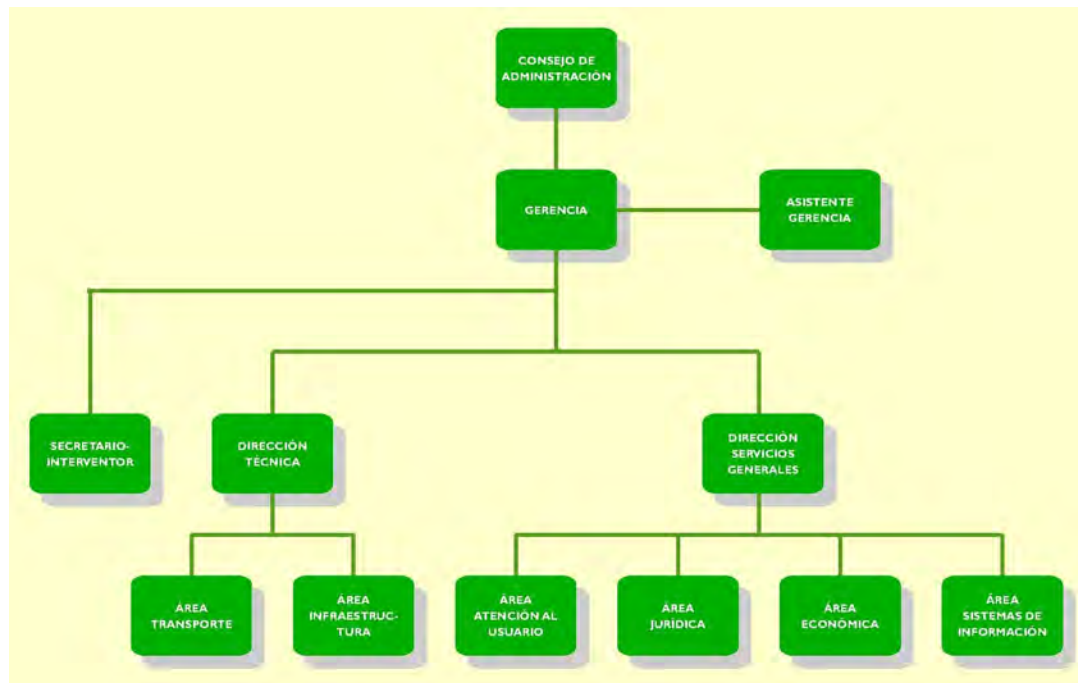 CONSEJO DE
ADMINISTRACIÓN
GERENCIA
ASISTENTE
GERENCIA
SECRETARIO-
INTERVENTOR
DIRECCIÓN
TÉCNICA
DIRECCIÓN
SERVICIOS
GENERALES
ÁREA
TRANSPORTE
ÁREA
INFRAESTRUC-
TURA
ÁREA
ATENCIÓN AL
USUARIO
ÁREA
JURÍDICA
ÁREA
ECONÓMICA
ÁREA
SISTEMAS DE
INFORMACIÓN